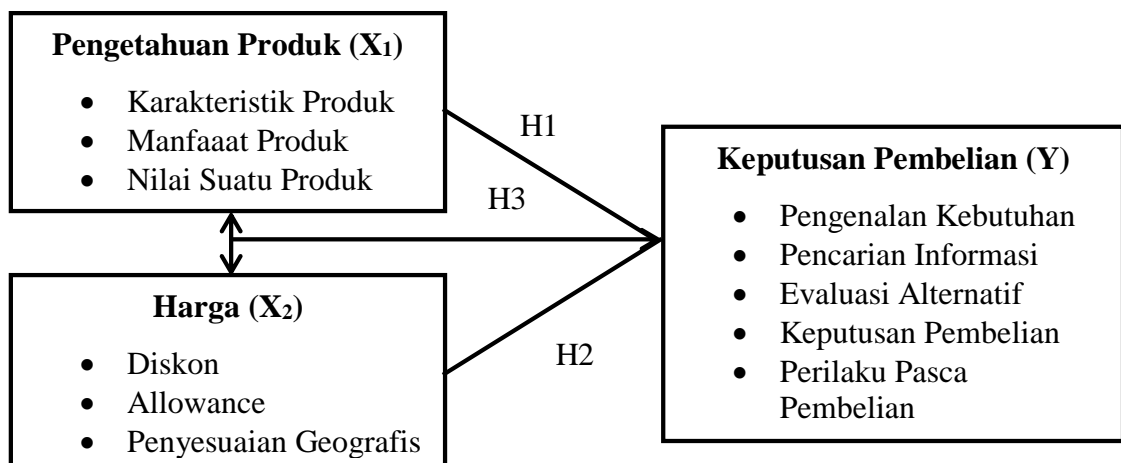 Pengetahuan Produk (X₁)
• Karakteristik Produk
• Manfaaat Produk
• Nilai Suatu Produk
H1
H3
H2
Harga (X₂)
• Diskon
• Allowance
• Penyesuaian Geografis
Keputusan Pembelian (Y)
• Pengenalan Kebutuhan
• Pencarian Informasi
• Evaluasi Alternatif
• Keputusan Pembelian
• Perilaku Pasca
Pembelian